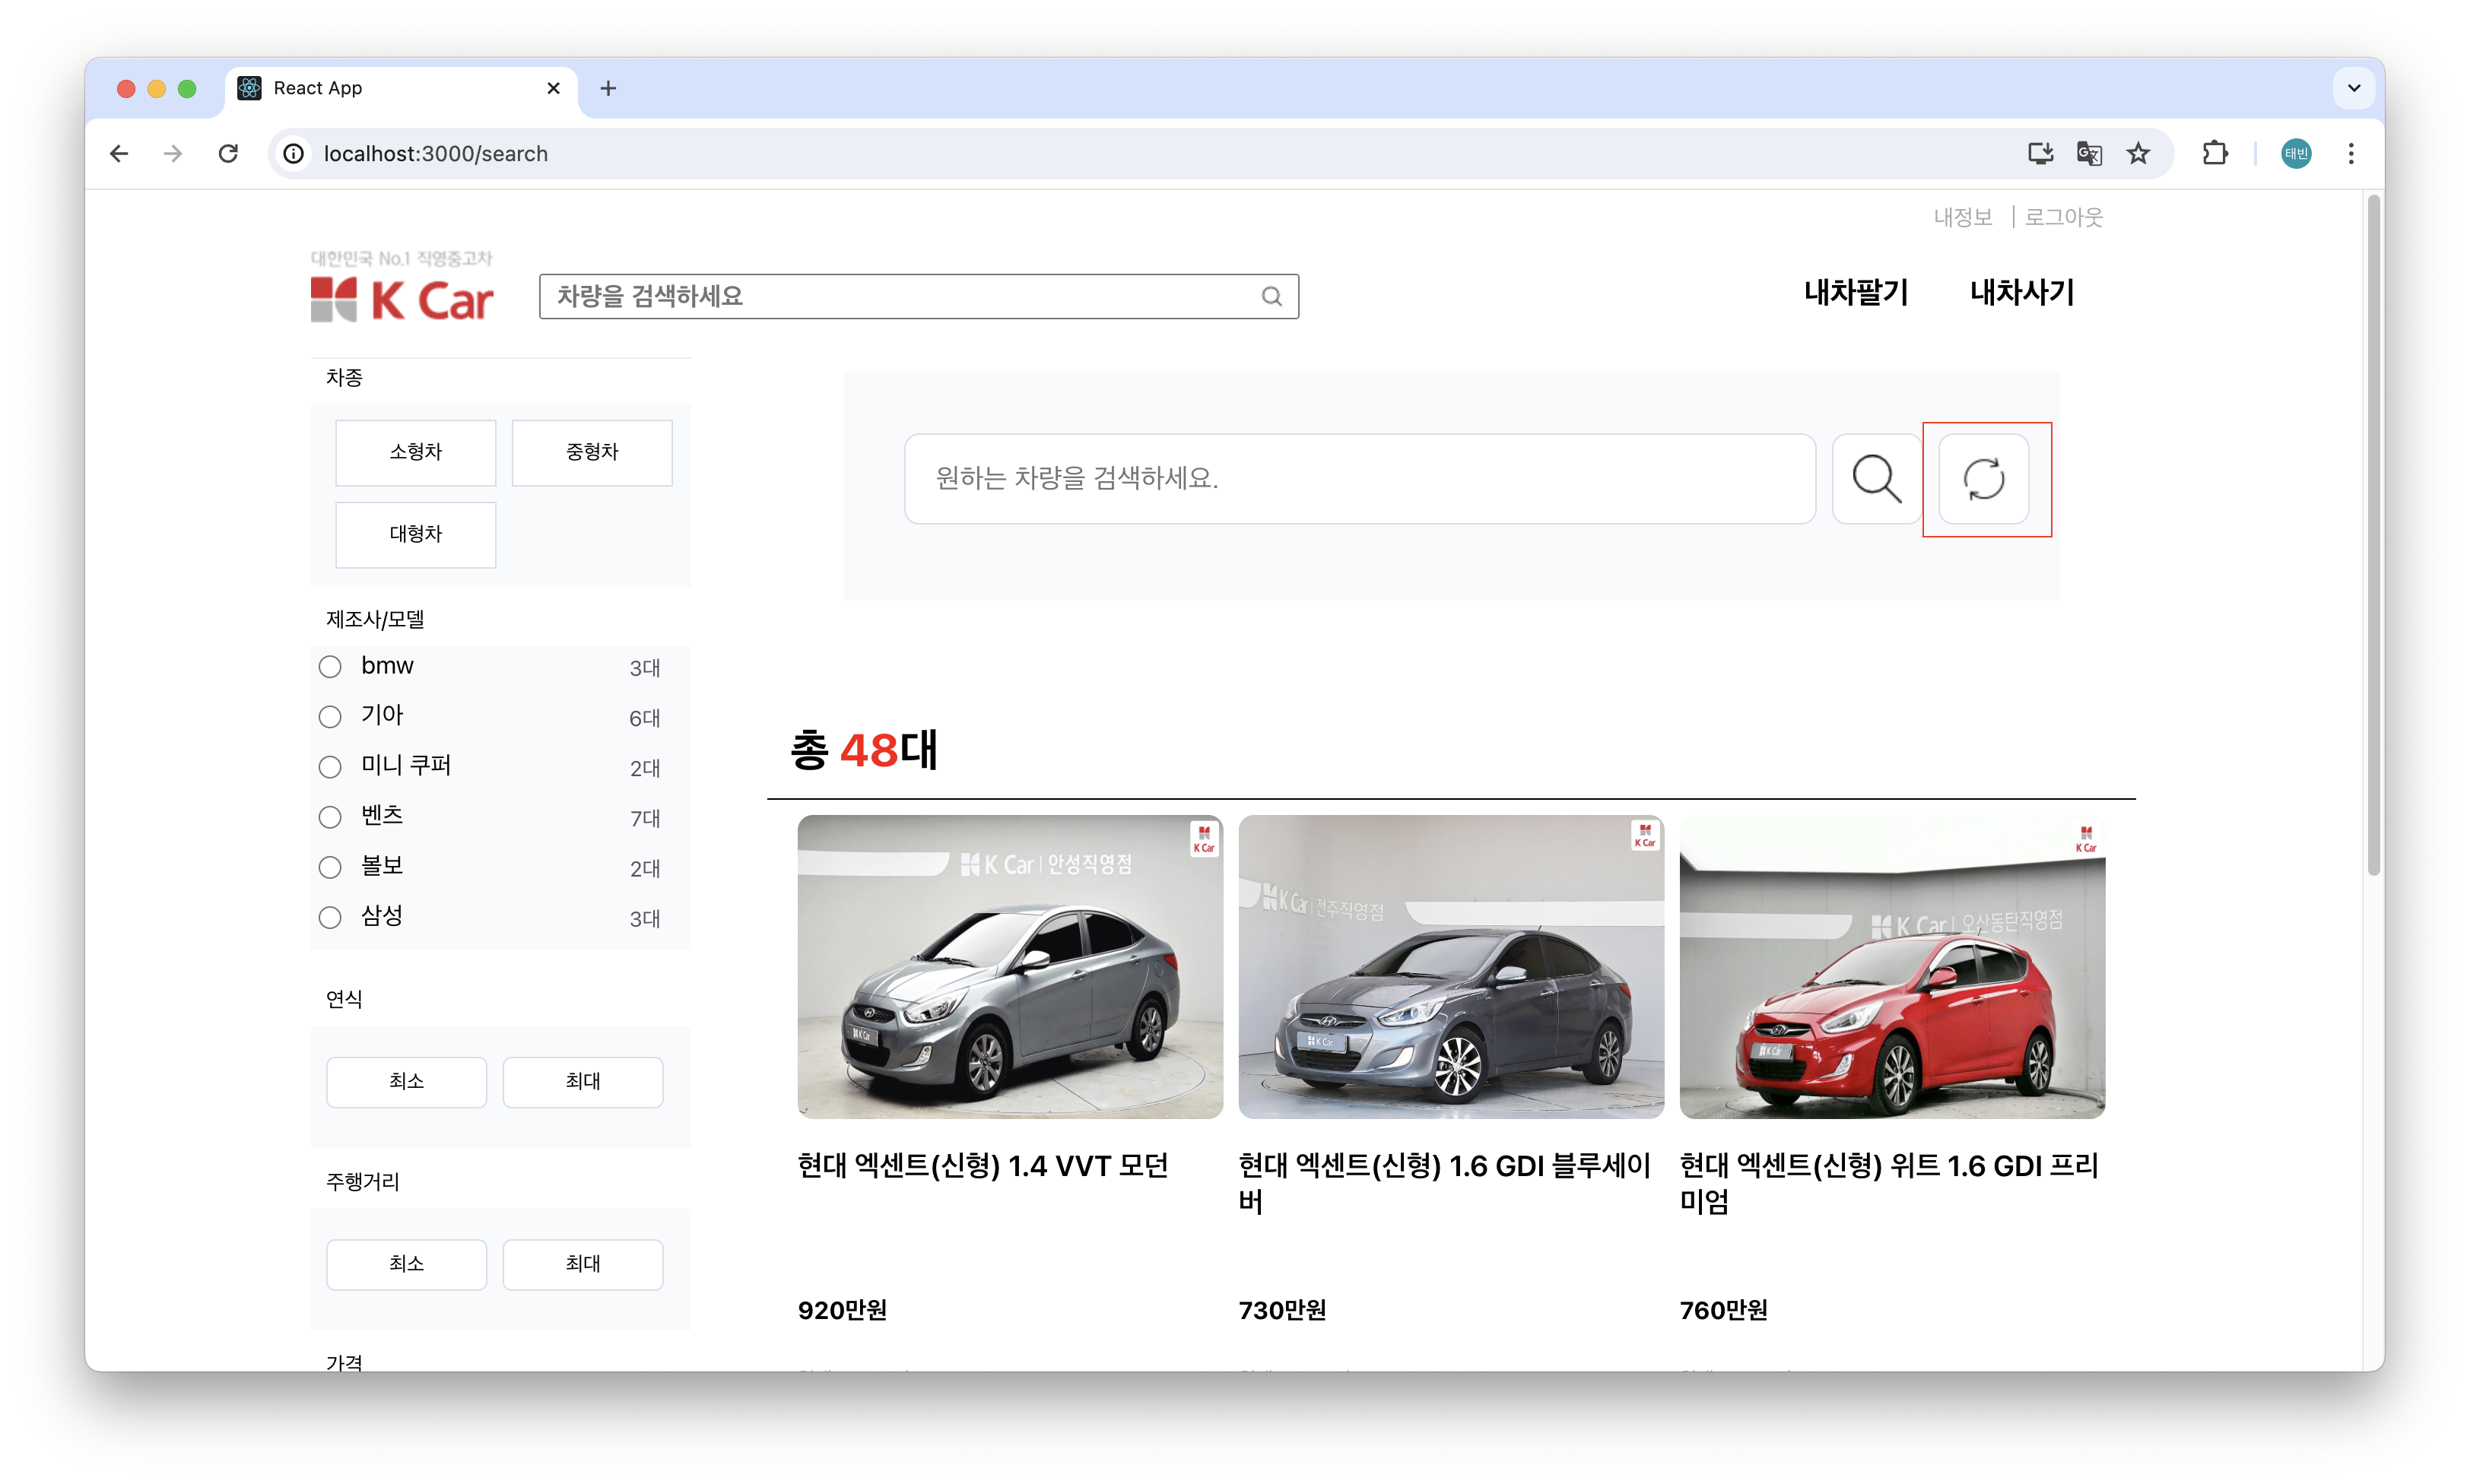 React App
localhost:3000/search
태빈
내정보 | 로그아웃
대한민국 No.1 직영중고차
K Car
차량을 검색하세요
내차팔기 내차사기
차종
소형차 중형차
대형차
원하는 차량을 검색하세요.
제조사/모델
bmw 3대
기아 6대
미니 쿠퍼 2대
벤츠 7대
볼보 2대
삼성 3대
총 48대
K Car
K Car | 안성직영점
K Car
K Car
K Car | 전주직영점
K Car
K Car
K Car | 오산동탄직영점
K Car
현대 엑센트(신형) 1.4 VVT 모던
현대 엑센트(신형) 1.6 GDI 블루세이
버
현대 엑센트(신형) 위트 1.6 GDI 프리
미엄
920만원
730만원
760만원
연식
최소 최대
주행거리
최소 최대
가격